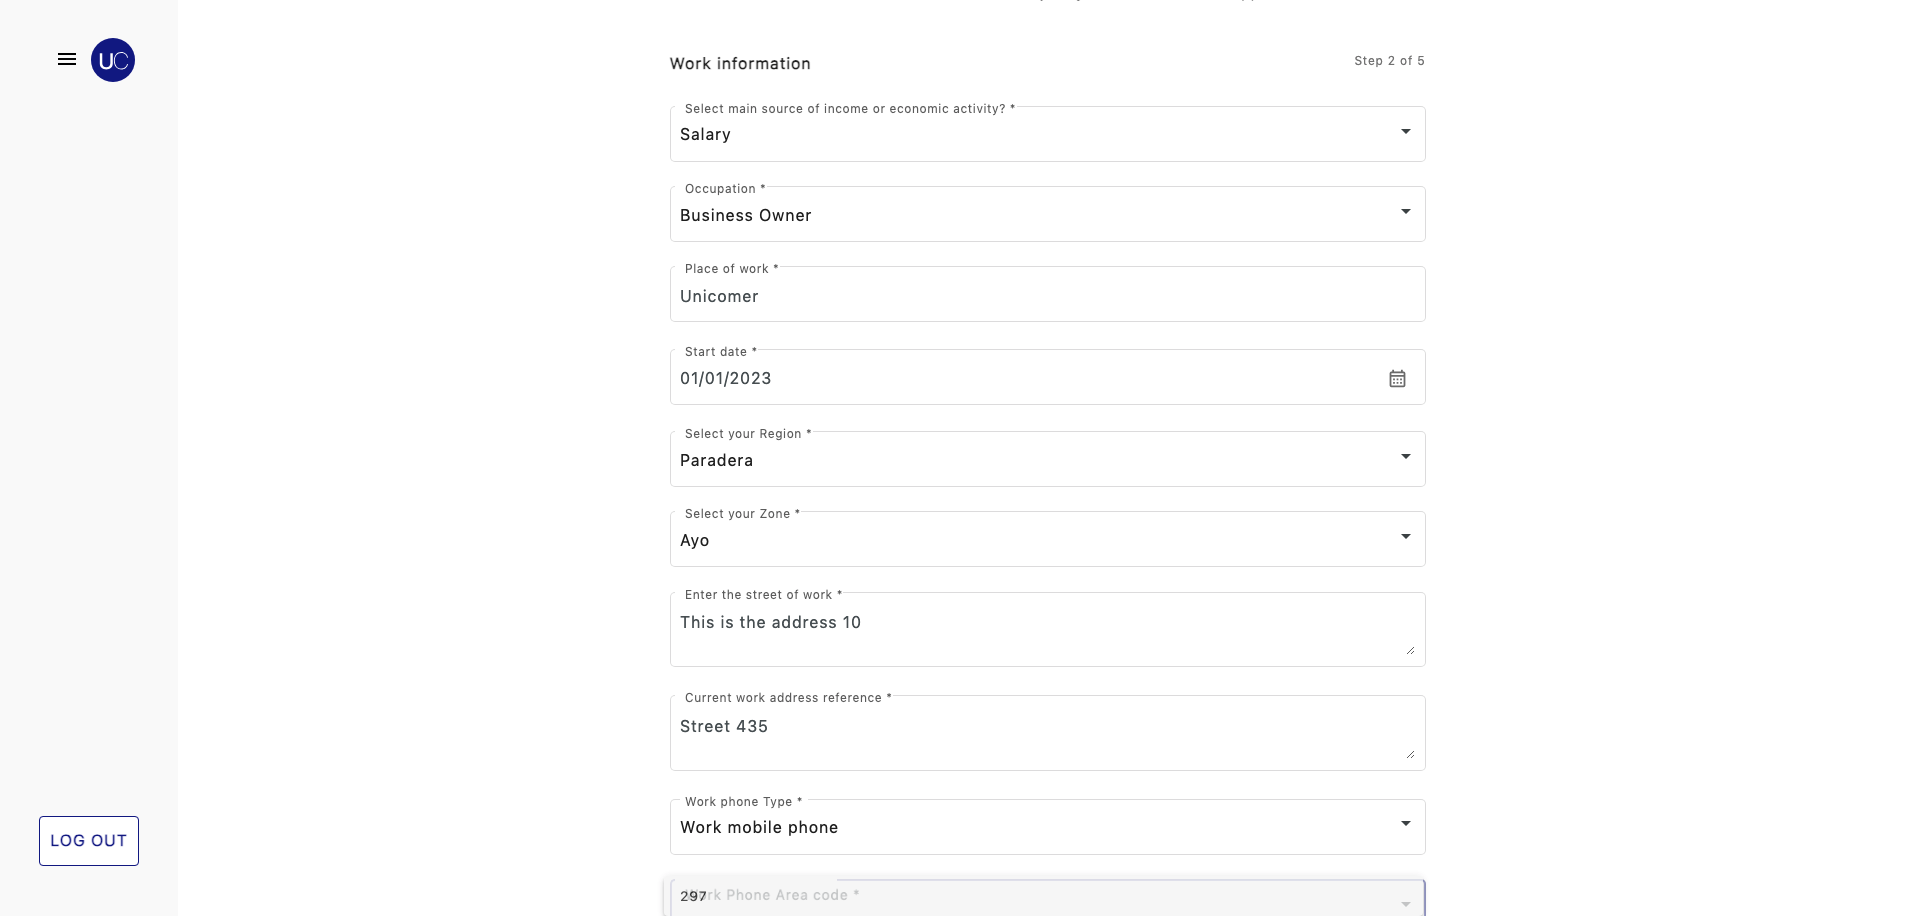 UC
Work information
Step 2 of 5
Select main source of income or economic activity? *
Salary
Occupation *
Business Owner
Place of work *
Unicomer
Start date *
01/01/2023
Select your Region *
Paradera
Select your Zone *
Ayo
Enter the street of work *
This is the address 10
Current work address reference *
Street 435
Work phone Type *
Work mobile phone
LOG OUT
Work Phone Area code *
297